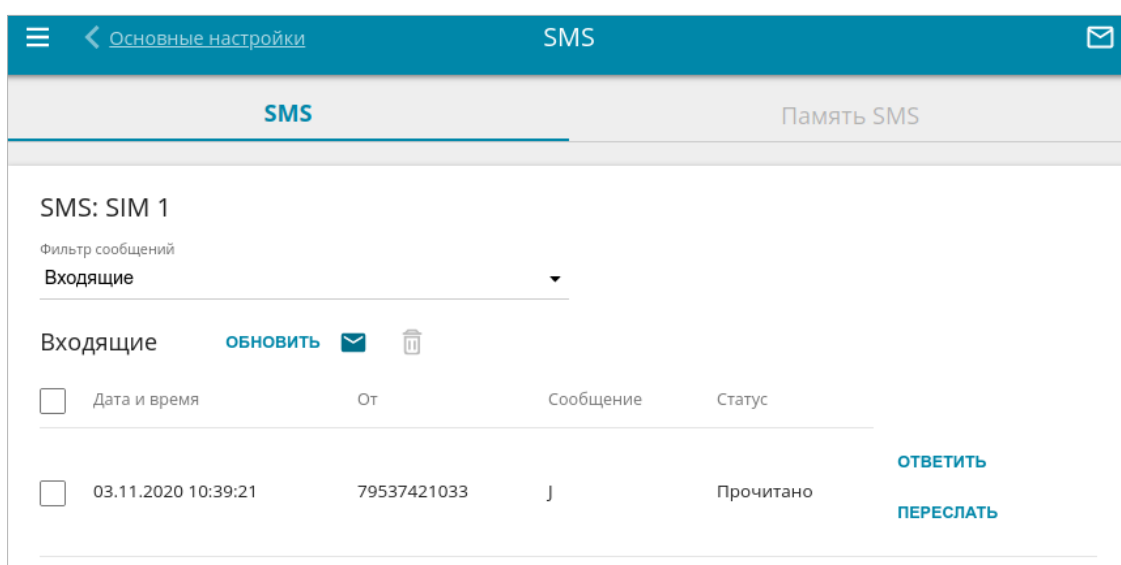 Основные настройки SMS
SMS Память SMS
SMS: SIM 1
Фильтр сообщений
Входящие
Входящие ОБНОВИТЬ
Дата и время От Сообщение Статус
03.11.2020 10:39:21 79537421033 J Прочитано
ОТВЕТИТЬ
ПЕРЕСЛАТЬ